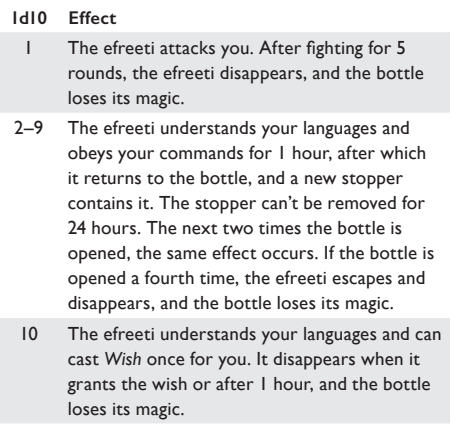 1d10 Effect
1 The efreeti attacks you. After fighting for 5
rounds, the efreeti disappears, and the bottle
loses its magic.
2–9 The efreeti understands your languages and
obeys your commands for 1 hour, after which
it returns to the bottle, and a new stopper
contains it. The stopper can't be removed for
24 hours. The next two times the bottle is
opened, the same effect occurs. If the bottle is
opened a fourth time, the efreeti escapes and
disappears, and the bottle loses its magic.
10 The efreeti understands your languages and can
cast Wish once for you. It disappears when it
grants the wish or after 1 hour, and the bottle
loses its magic.